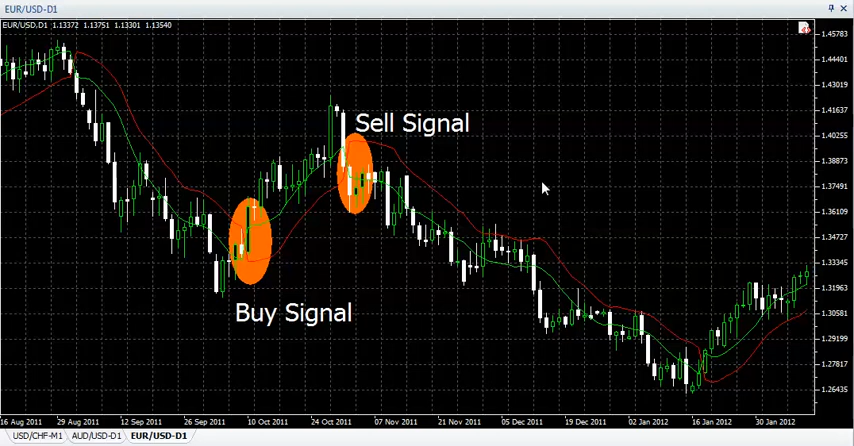 EUR/USD-D1
EUR/USD.D1 1.13372 1.13751 1.13301 1.13540
1.45783
1.44401
1.43019
1.41637
Sell Signal
1.40255
1.38873
1.37491
1.36109
1.34727
1.33345
1.31963
Buy Signal
1.30581
1.29199
1.27817
1.26435
16 Aug 2011 29 Aug 2011 12 Sep 2011 26 Sep 2011 10 Oct 2011 24 Oct 2011 07 Nov 2011 21 Nov 2011 05 Dec 2011 19 Dec 2011 02 Jan 2012 16 Jan 2012 30 Jan 2012
USD/CHF-M1 AUD/USD-D1 EUR/USD-D1